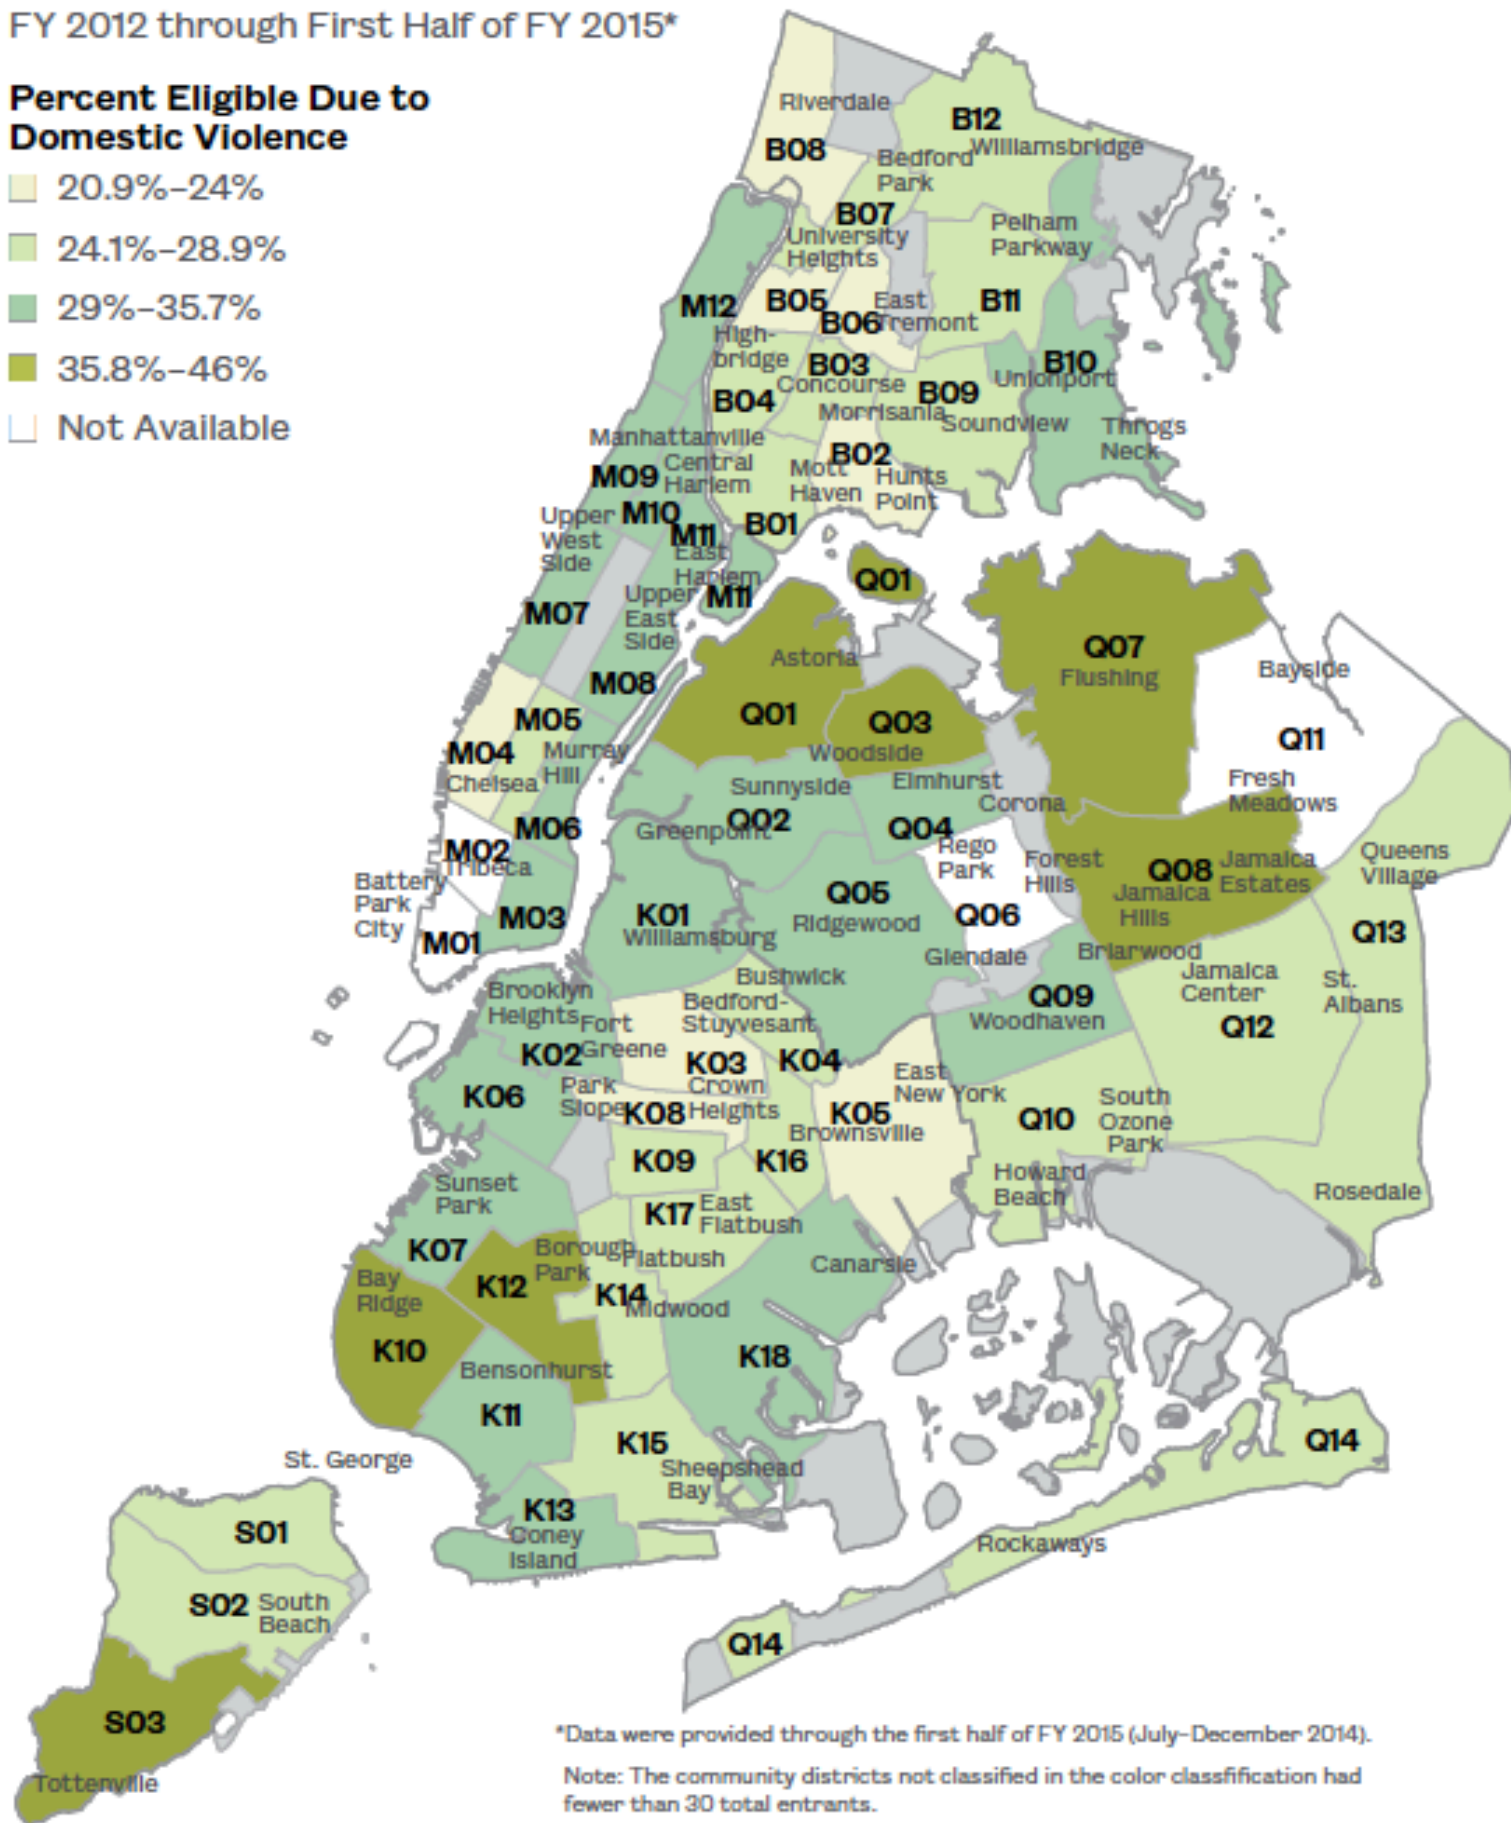 FY 2012 through First Half of FY 2015*
Percent Eligible Due to
Domestic Violence
20.9%–24%
24.1%–28.9%
29%–35.7%
35.8%–46%
Not Available
Riverdale
B08
B12
Williamsbridge
Bedford
Park
B07
University
Heights
Pelham
Parkway
M12
B05
B06
East
Tremont
B11
High-
bridge
B03
Concourse
B04
Morrisania
B09
Soundview
B10
Unionport
Throgs
Neck
Manhattanville
M09
Central
Harlem
B02
Mott
Haven
Hunts
Point
B01
M10
Upper
West
Side
M11
East
Harlem
M11
Upper
East
Side
M07
M08
Q01
Astoria
Q01
Q03
Woodside
Q07
Flushing
Bayside
Q11
Fresh
Meadows
M05
M04
Chelsea
Murray
Hill
M06
M02
Tribeca
Battery
Park
City
M01
M03
Sunnyside
Q02
Greenpoint
Elmhurst
Corona
Q04
Rego
Park
Forest
Hills
Q06
Q08
Jamaica
Estates
Jamaica
Hills
Briarwood
Queens
Village
Q13
Q05
Ridgewood
Glendale
K01
Williamsburg
Bushwick
Q09
Woodhaven
Jamaica
Center
Q12
St.
Albans
Brooklyn
Heights
Fort
Greene
K02
Bedford-
Stuyvesant
K03
K04
K06
Park
Slope
K08
Crown
Heights
K05
Brownsville
East
New York
Q10
South
Ozone
Park
Howard
Beach
Rosedale
K09
K16
Sunset
Park
K07
K17
East
Flatbush
Flatbush
Canarsie
Borough
Park
K12
K14
Midwood
Bay
Ridge
K10
K18
Bensonhurst
K11
K15
Sheepshead
Bay
K13
Coney
Island
Q14
Rockaways
Q14
St. George
S01
S02
South
Beach
S03
Tottenville
*Data were provided through the first half of FY 2015 (July–December 2014).
Note: The community districts not classified in the color classfification had
fewer than 30 total entrants.